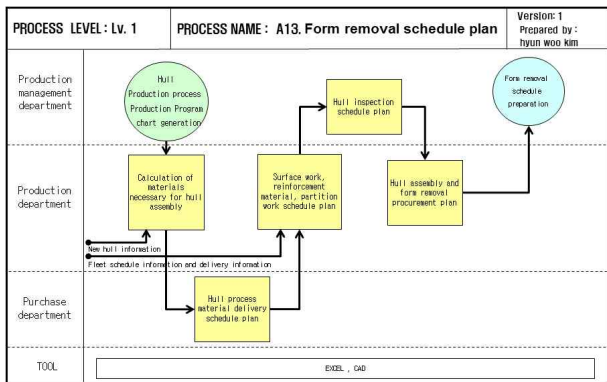 PROCESS LEVEL : Lv. 1
PROCESS NAME : A13. Form removal schedule plan
Version: 1
Prepared by :
hyun woo kim
Production
management
department
Hull
Production process
Production Program
chart generation
Hull inspection
schedule plan
Form removal
schedule
preparation
Production
department
Calculation of
materials
necessary for hull
assembly
Surface work,
reinforcement
material, partition
work schedule plan
Hull assembly and
form removal
procurement plan
New hull information
Fleet schedule information and delivery information
Purchase
department
Hull process
material delivery
schedule plan
TOOL
EXCEL , CAD